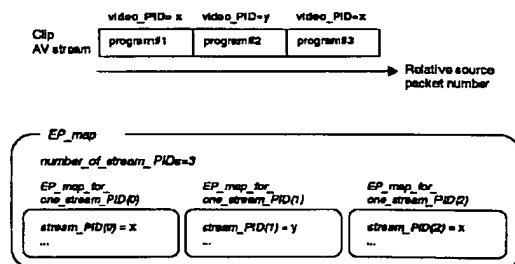 video_PID= x video_PID=y video_PID=x
Clip
AV stream
program#1 program#2 program#3
Relative source
packet number
EP_map
number_of_stream_PIDs=3
EP_map_for_
one_stream_PID(0)
EP_map_for_
one_stream_PID(1)
EP_map_for_
one_stream_PID(2)
stream_PID(0) = x
...
stream_PID(1) = y
...
stream_PID(2) = x
...